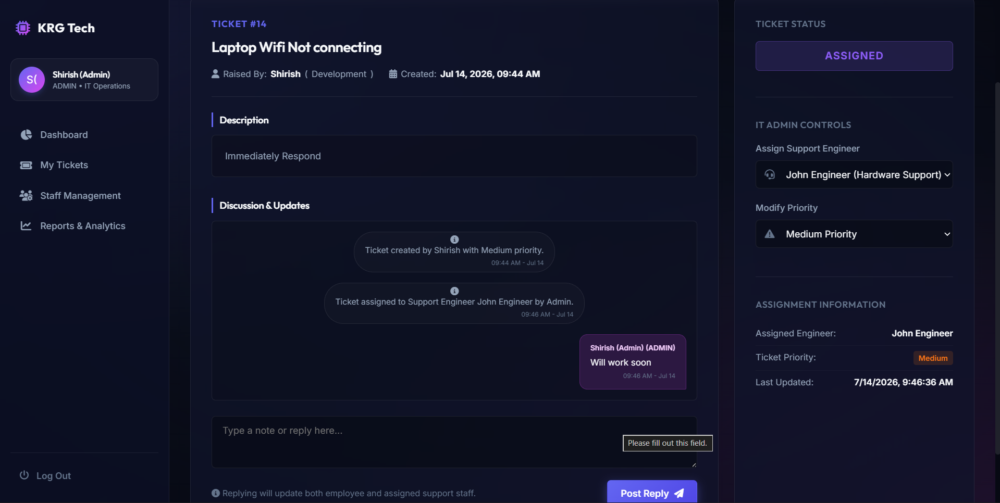 KRG Tech
S(
Shirish (Admin)
ADMIN • IT Operations
Dashboard
My Tickets
Staff Management
Reports & Analytics
Log Out
TICKET #14
Laptop Wifi Not connecting
Raised By: Shirish ( Development ) Created: Jul 14, 2026, 09:44 AM
Description
Immediately Respond
Discussion & Updates
Ticket created by Shirish with Medium priority.
09:44 AM - Jul 14
Ticket assigned to Support Engineer John Engineer by Admin.
09:46 AM - Jul 14
Shirish (Admin) (ADMIN)
Will work soon
09:46 AM - Jul 14
Type a note or reply here...
Please fill out this field.
Replying will update both employee and assigned support staff.
Post Reply
TICKET STATUS
ASSIGNED
IT ADMIN CONTROLS
Assign Support Engineer
John Engineer (Hardware Support)
Modify Priority
Medium Priority
ASSIGNMENT INFORMATION
Assigned Engineer: John Engineer
Ticket Priority: Medium
Last Updated: 7/14/2026, 9:46:36 AM